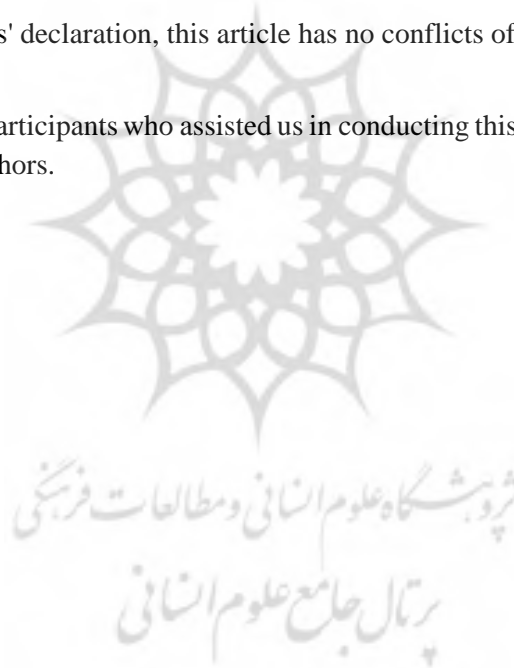 s' declaration, this article has no conflicts of
articipants who assisted us in conducting this
hors.
پژوهشگاه علوم انسانی و مطالعات فرهنگی
پرتال جامع علوم انسانی